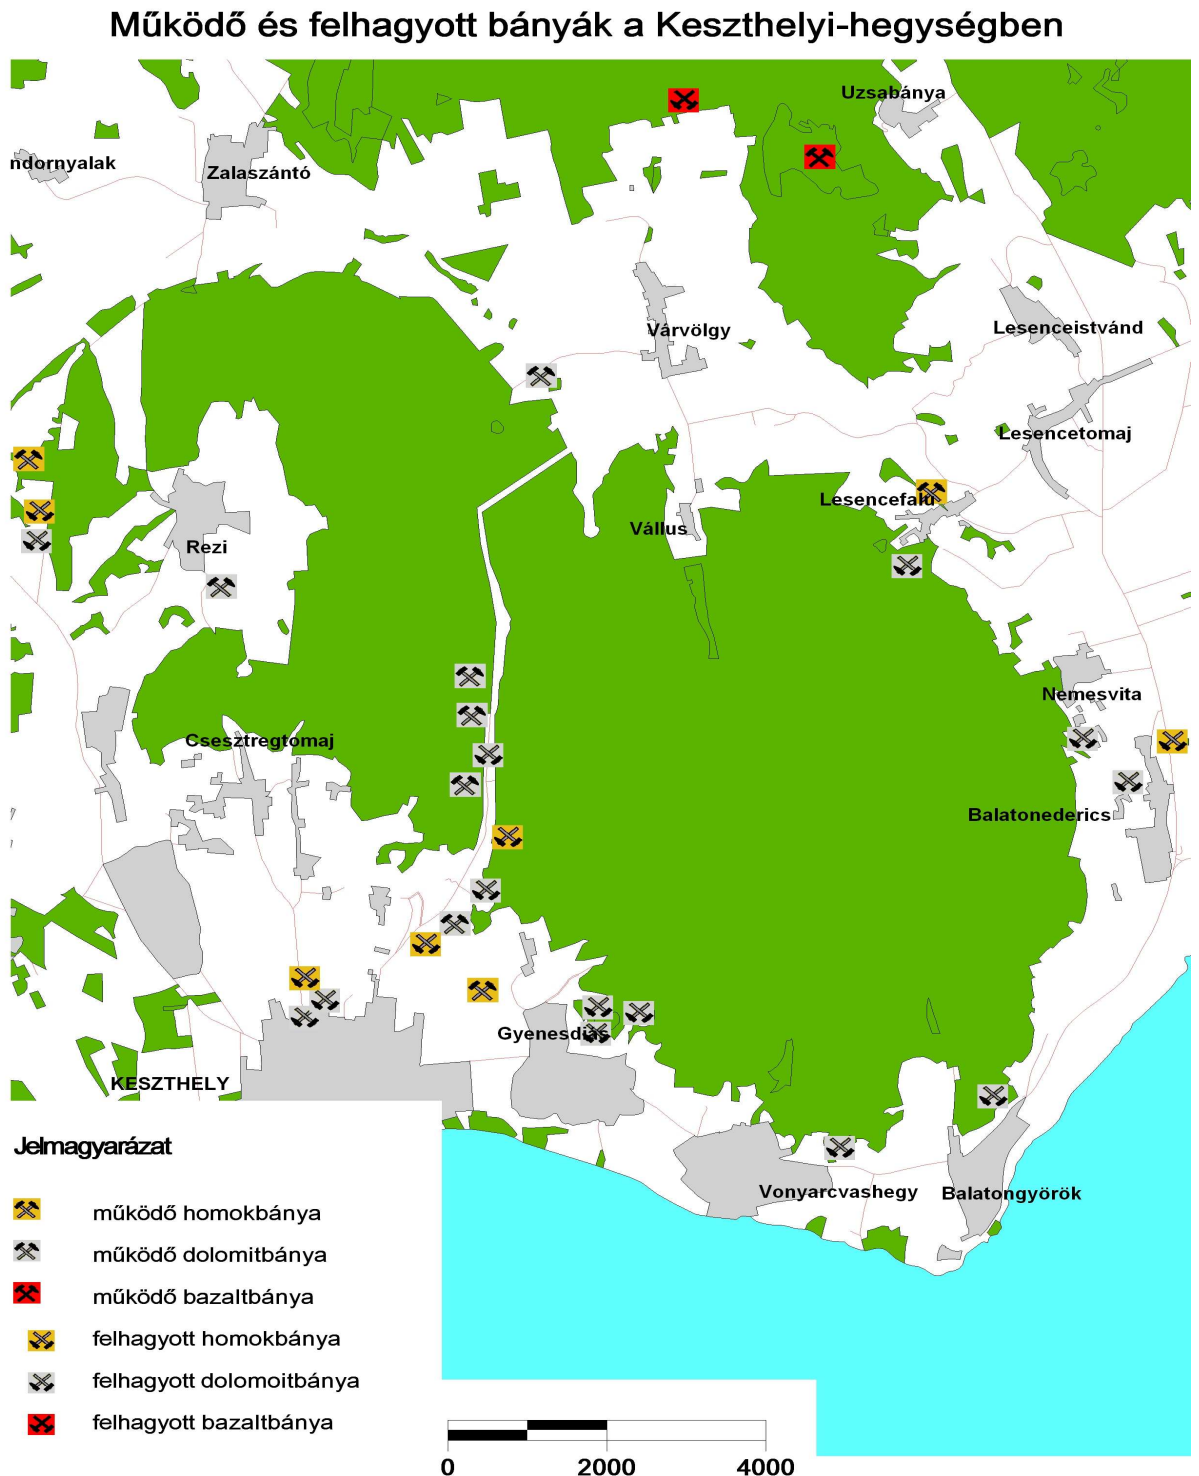 Működő és felhagyott bányák a Keszthelyi-hegységben
Uzsabánya
ndornyalak
Zalaszántó
Várvölgy
Lesenceistvánd
Lesencetomaj
Lesencefalu
Vállus
Rezi
Nemesvita
Csesztregtomaj
Balatonederics
Gyenesdiás
KESZTHELY
Vonyarcvashegy
Balatongyörök
Jelmagyarázat
működő homokbánya
működő dolomitbánya
működő bazaltbánya
felhagyott homokbánya
felhagyott dolomoitbánya
felhagyott bazaltbánya
0 2000 4000